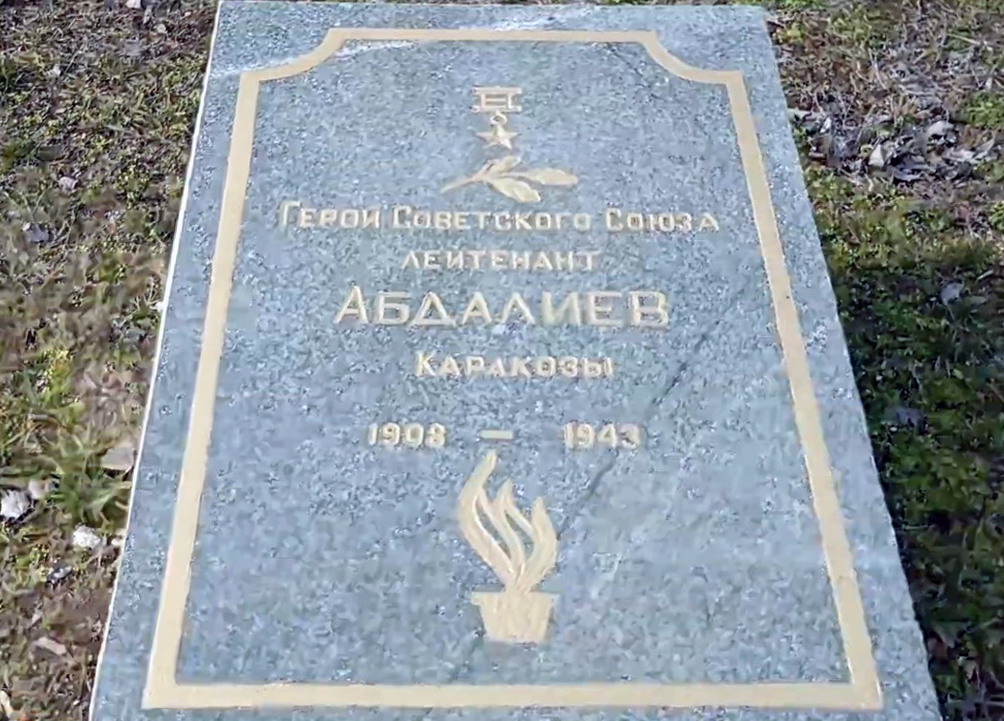 Герой Советского Союза
лейтенант
Абдалиев
Каракозы
1908 — 1943